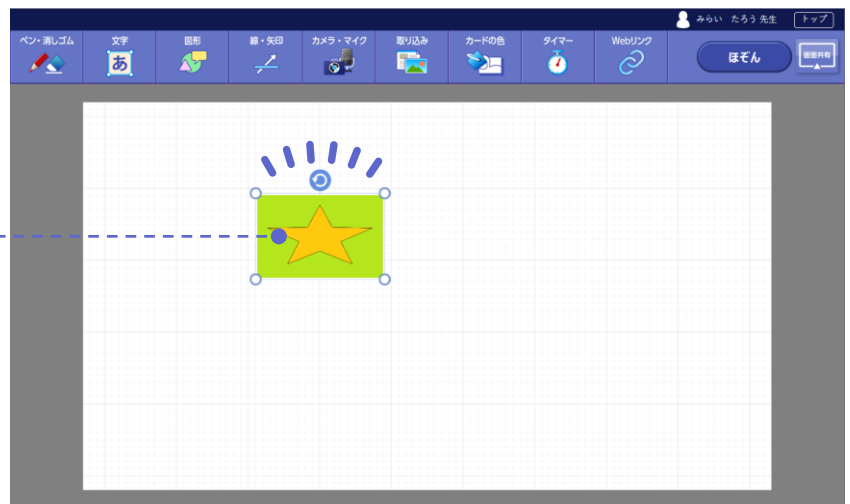 みらい たろう 先生 トップ
ペン・消しゴム 文字 図形 線・矢印 カメラ・マイク 取り込み カードの色 タイマー Webリンク
あ ほぞん 画面共有